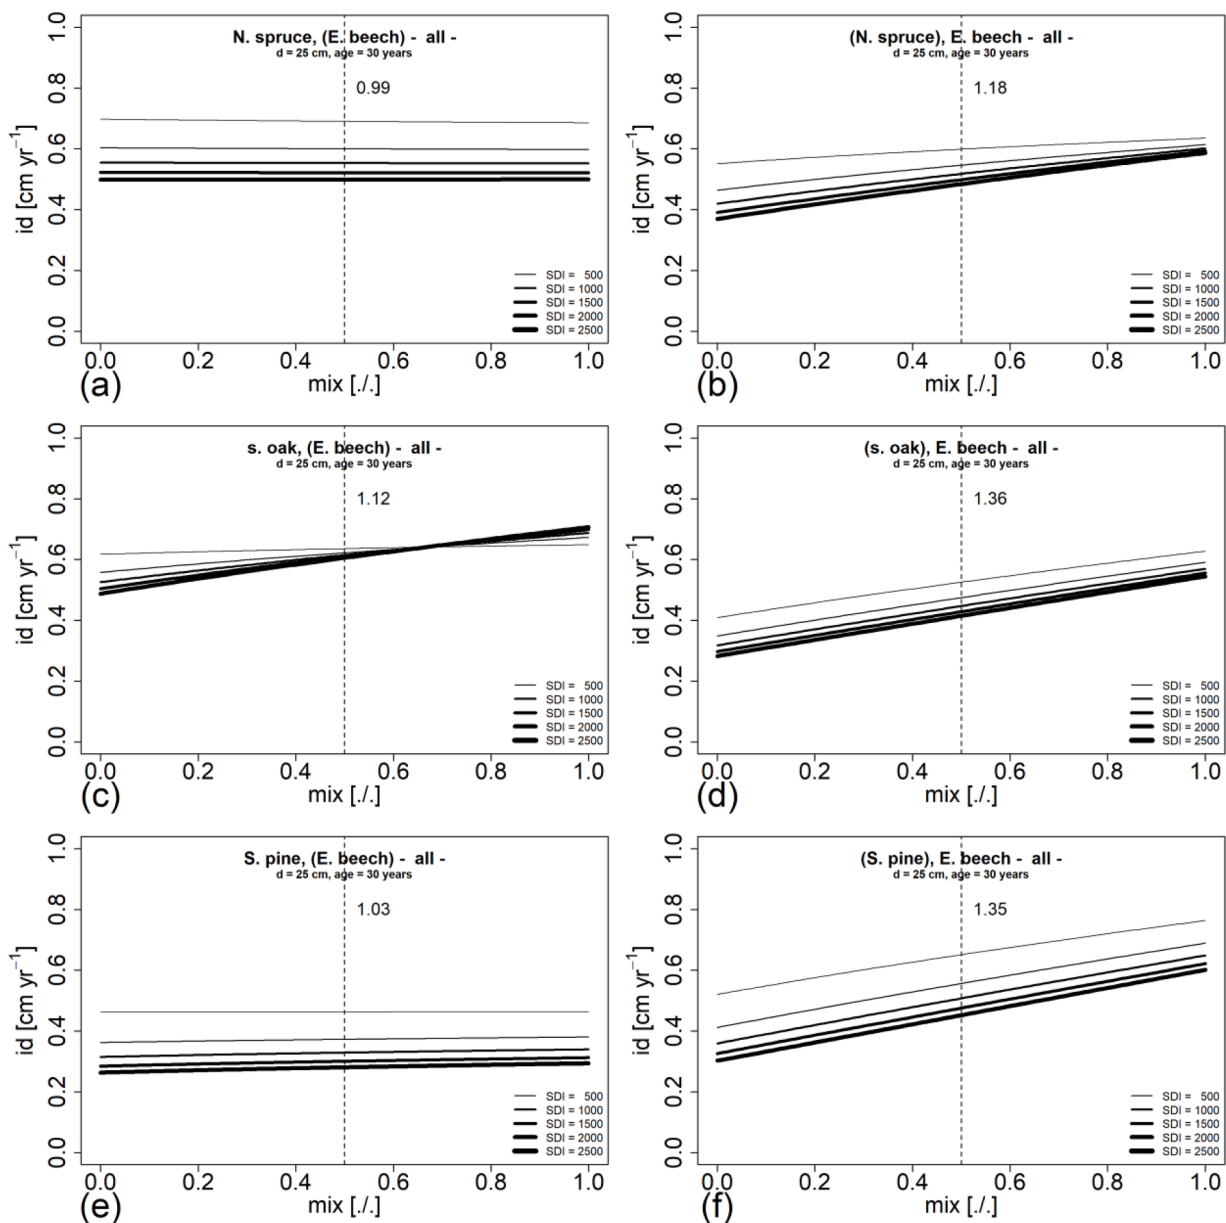 N. spruce, (E. beech) - all -
d = 25 cm, age = 30 years
0.99
id [cm yr⁻¹]
1.0
0.8
0.6
0.4
0.2
0.0
SDI = 500
SDI = 1000
SDI = 1500
SDI = 2000
SDI = 2500
0.0 0.2 0.4 0.6 0.8 1.0
mix [./.]
(a)
(N. spruce), E. beech - all -
d = 25 cm, age = 30 years
1.18
id [cm yr⁻¹]
1.0
0.8
0.6
0.4
0.2
0.0
SDI = 500
SDI = 1000
SDI = 1500
SDI = 2000
SDI = 2500
0.0 0.2 0.4 0.6 0.8 1.0
mix [./.]
(b)
s. oak, (E. beech) - all -
d = 25 cm, age = 30 years
1.12
id [cm yr⁻¹]
1.0
0.8
0.6
0.4
0.2
0.0
SDI = 500
SDI = 1000
SDI = 1500
SDI = 2000
SDI = 2500
0.0 0.2 0.4 0.6 0.8 1.0
mix [./.]
(c)
(s. oak), E. beech - all -
d = 25 cm, age = 30 years
1.36
id [cm yr⁻¹]
1.0
0.8
0.6
0.4
0.2
0.0
SDI = 500
SDI = 1000
SDI = 1500
SDI = 2000
SDI = 2500
0.0 0.2 0.4 0.6 0.8 1.0
mix [./.]
(d)
S. pine, (E. beech) - all -
d = 25 cm, age = 30 years
1.03
id [cm yr⁻¹]
1.0
0.8
0.6
0.4
0.2
0.0
SDI = 500
SDI = 1000
SDI = 1500
SDI = 2000
SDI = 2500
0.0 0.2 0.4 0.6 0.8 1.0
mix [./.]
(e)
(S. pine), E. beech - all -
d = 25 cm, age = 30 years
1.35
id [cm yr⁻¹]
1.0
0.8
0.6
0.4
0.2
0.0
SDI = 500
SDI = 1000
SDI = 1500
SDI = 2000
SDI = 2500
0.0 0.2 0.4 0.6 0.8 1.0
mix [./.]
(f)